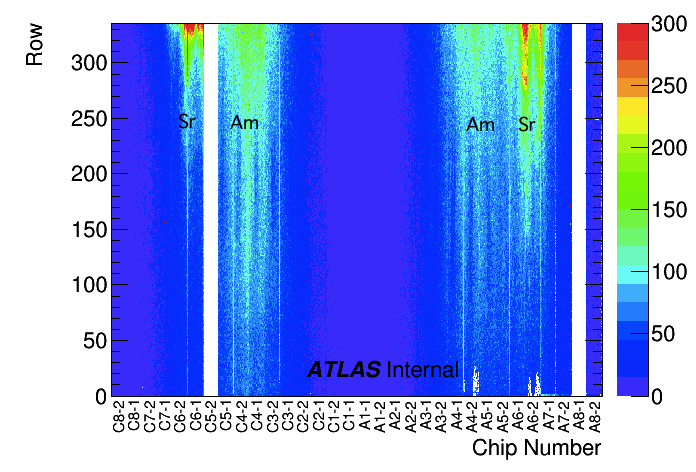 Row
300
250
200
150
100
50
0
Sr
Am
Am
Sr
ATLAS Internal
300
250
200
150
100
50
0
C8-2 C8-1 C7-2 C7-1 C6-2 C6-1 C5-2 C5-1 C4-2 C4-1 C3-1 C3-1 C2-2 C2-1 C1-2 C1-1 A1-1 A1-2 A2-1 A2-2 A3-1 A3-2 A4-1 A4-2 A5-1 A5-2 A6-1 A6-2 A7-1 A7-2 A8-1 A8-2
Chip Number